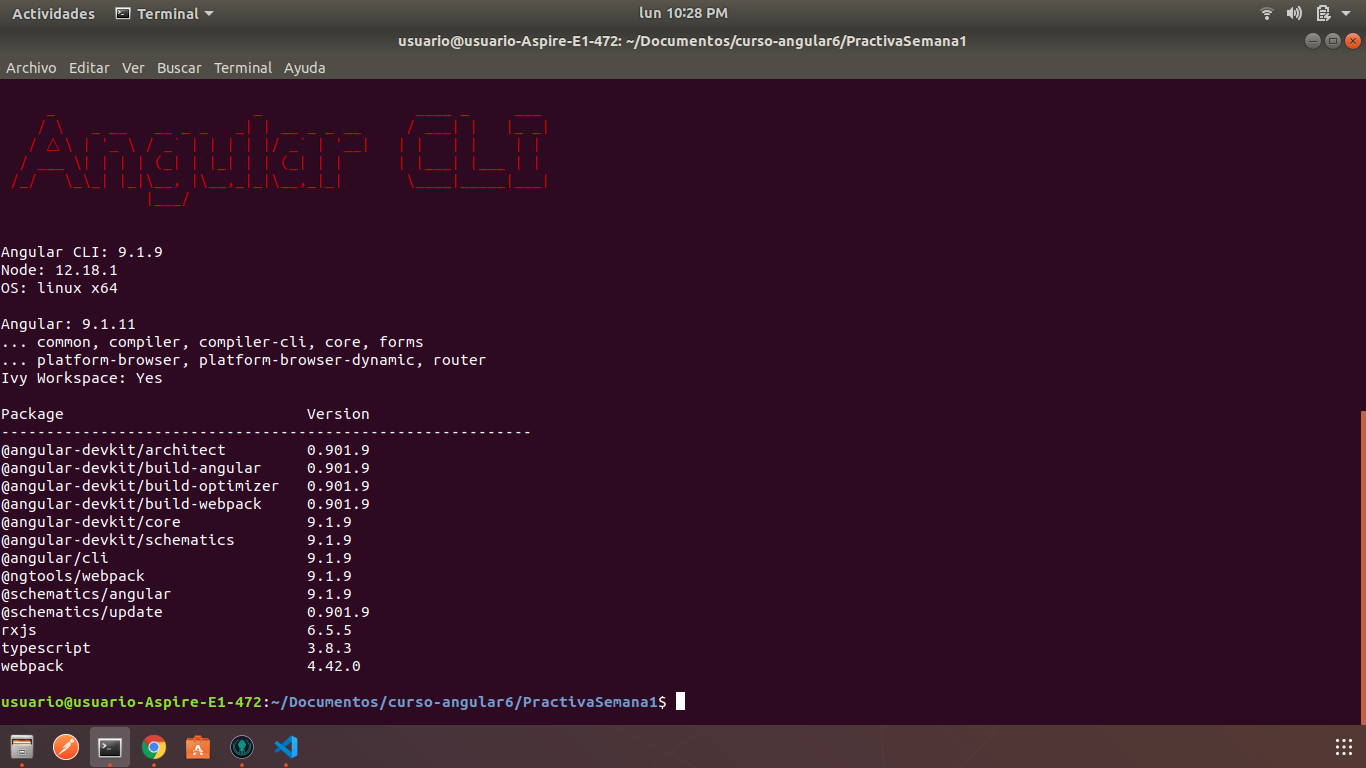 Actividades Terminal lun 10:28 PM
usuario@usuario-Aspire-E1-472: ~/Documentos/curso-angular6/PractivaSemana1
Archivo Editar Ver Buscar Terminal Ayuda
Angular CLI
Angular CLI: 9.1.9
Node: 12.18.1
OS: linux x64
Angular: 9.1.11
... common, compiler, compiler-cli, core, forms
... platform-browser, platform-browser-dynamic, router
Ivy Workspace: Yes
Package Version
-----------------------------------------------------------
@angular-devkit/architect 0.901.9
@angular-devkit/build-angular 0.901.9
@angular-devkit/build-optimizer 0.901.9
@angular-devkit/build-webpack 0.901.9
@angular-devkit/core 9.1.9
@angular-devkit/schematics 9.1.9
@angular/cli 9.1.9
@ngtools/webpack 9.1.9
@schematics/angular 9.1.9
@schematics/update 0.901.9
rxjs 6.5.5
typescript 3.8.3
webpack 4.42.0
usuario@usuario-Aspire-E1-472:~/Documentos/curso-angular6/PractivaSemana1$